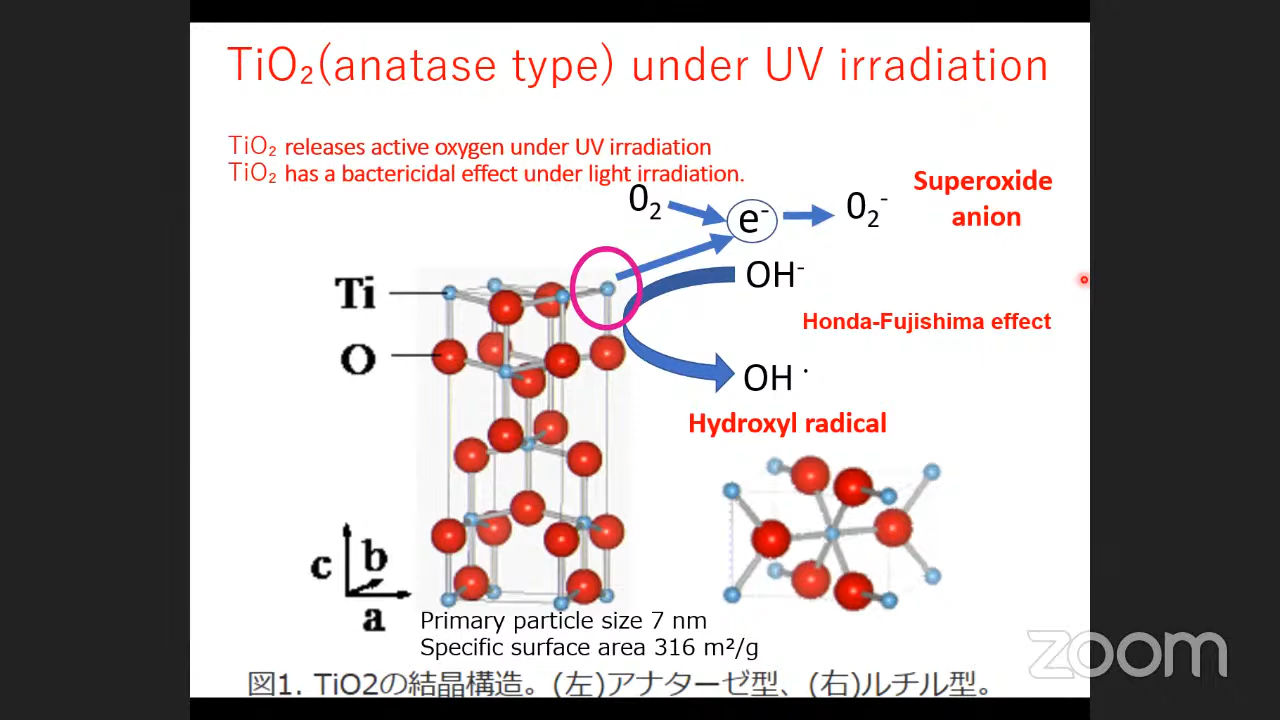 TiO₂(anatase type) under UV irradiation
TiO₂ releases active oxygen under UV irradiation
TiO₂ has a bactericidal effect under light irradiation.
O₂
e⁻
O₂⁻
Superoxide
anion
OH⁻
Ti
Honda-Fujishima effect
O
OH・
Hydroxyl radical
c
b
a
Primary particle size 7 nm
Specific surface area 316 m²/g
zoom
図1. TiO2の結晶構造。(左)アナターゼ型、(右)ルチル型。